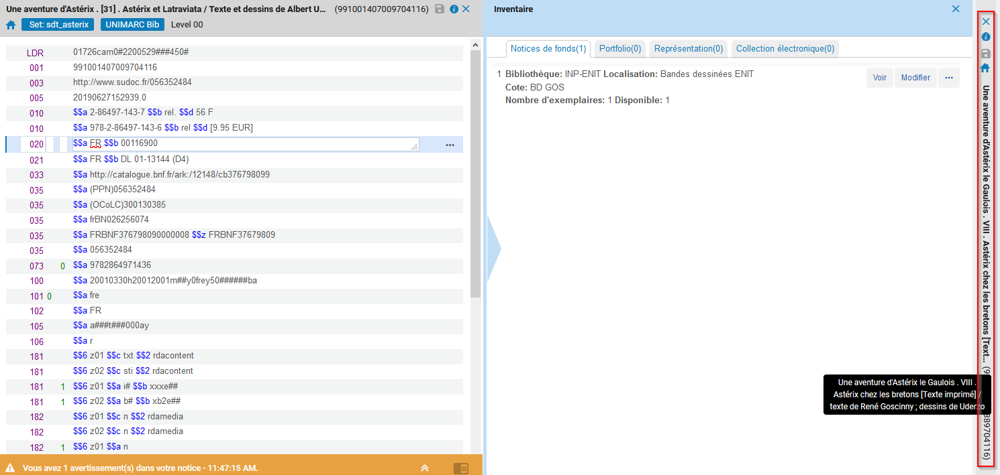 Une aventure d'Astérix . [31] . Astérix et Latraviata / Texte et dessins de Albert U... (991001407009704116)
Set: sdt_asterix UNIMARC Bib Level 00
LDR 01726cam0#2200529###450#
001 991001407009704116
003 http://www.sudoc.fr/056352484
005 20190627152939.0
010 $$a 2-86497-143-7 $$b rel. $$d 56 F
010 $$a 978-2-86497-143-6 $$b rel $$d [9.95 EUR]
020 $$a FR $$b 00116900
021 $$a FR $$b DL 01-13144 (D4)
033 $$a http://catalogue.bnf.fr/ark:/12148/cb376798099
035 $$a (PPN)056352484
035 $$a (OCoLC)300130385
035 $$a frBN026256074
035 $$a FRBNF376798090000008 $$z FRBNF37679809
035 $$a 056352484
073 0 $$a 9782864971436
100 $$a 20010330h20012001m##y0frey50######ba
101 0 $$a fre
102 $$a FR
105 $$a a###t###000ay
106 $$a r
181 $$6 z01 $$c txt $$2 rdacontent
181 $$6 z02 $$c sti $$2 rdacontent
181 1 $$6 z01 $$a i# $$b xxxe##
181 1 $$6 z02 $$a b# $$b xb2e##
182 $$6 z01 $$c n $$2 rdamedia
182 $$6 z02 $$c n $$2 rdamedia
182 1 $$6 z01 $$a n
Vous avez 1 avertissement(s) dans votre notice - 11:47:15 AM.
Inventaire
Notices de fonds(1) Portfolio(0) Représentation(0) Collection électronique(0)
1 Bibliothèque: INP-ENIT Localisation: Bandes dessinées ENIT
Cote: BD GOS
Nombre d'exemplaires: 1 Disponible: 1
Voir Modifier ...
Une aventure d'Astérix le Gaulois . VIII . Astérix chez les bretons [Text... (9 389704116)
Une aventure d'Astérix le Gaulois . VIII .
Astérix chez les bretons [Texte imprimé] /
texte de René Goscinny ; dessins de Uderzo